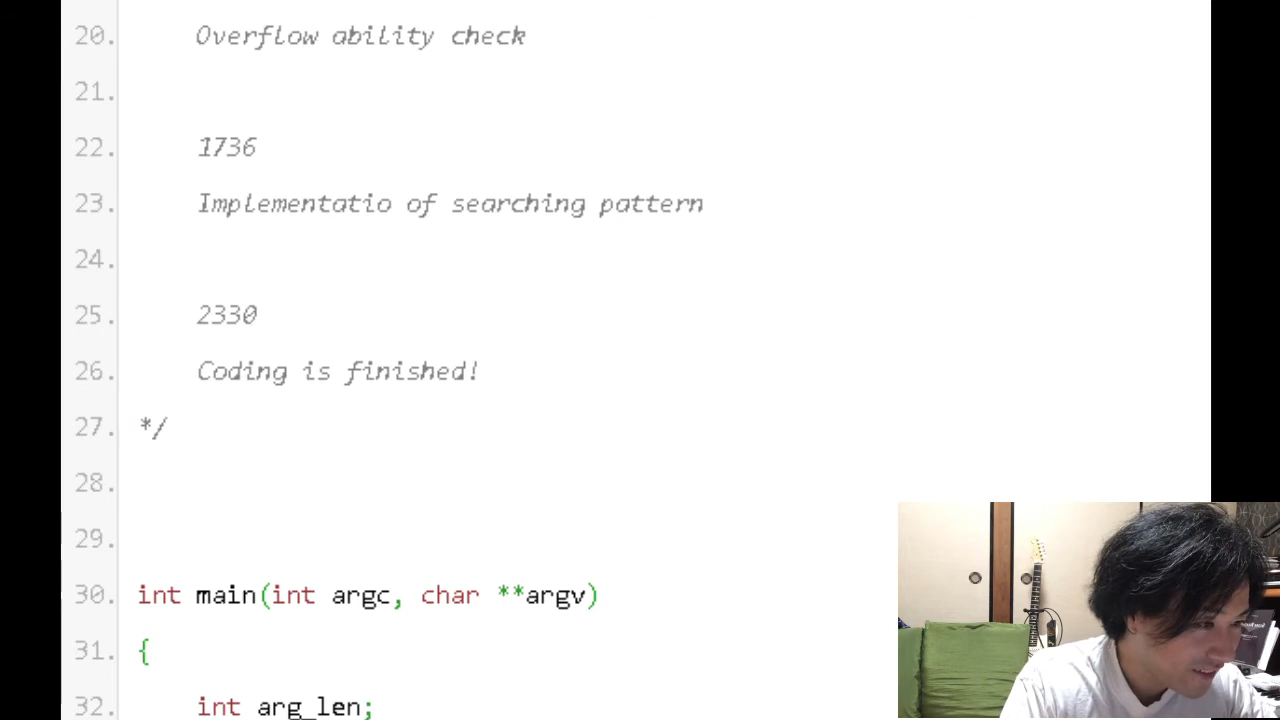 20. Overflow ability check
21.
22. 1736
23. Implementatio of searching pattern
24.
25. 2330
26. Coding is finished!
27. */
28.
29.
30. int main(int argc, char **argv)
31. {
32. int arg_len;